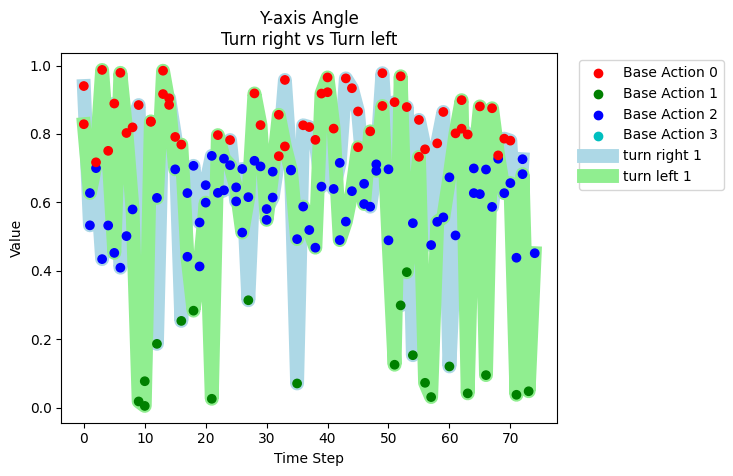 Y-axis Angle
Turn right vs Turn left
1.0
0.8
0.6
0.4
0.2
0.0
Value
0 10 20 30 40 50 60 70
Time Step
Base Action 0
Base Action 1
Base Action 2
Base Action 3
turn right 1
turn left 1